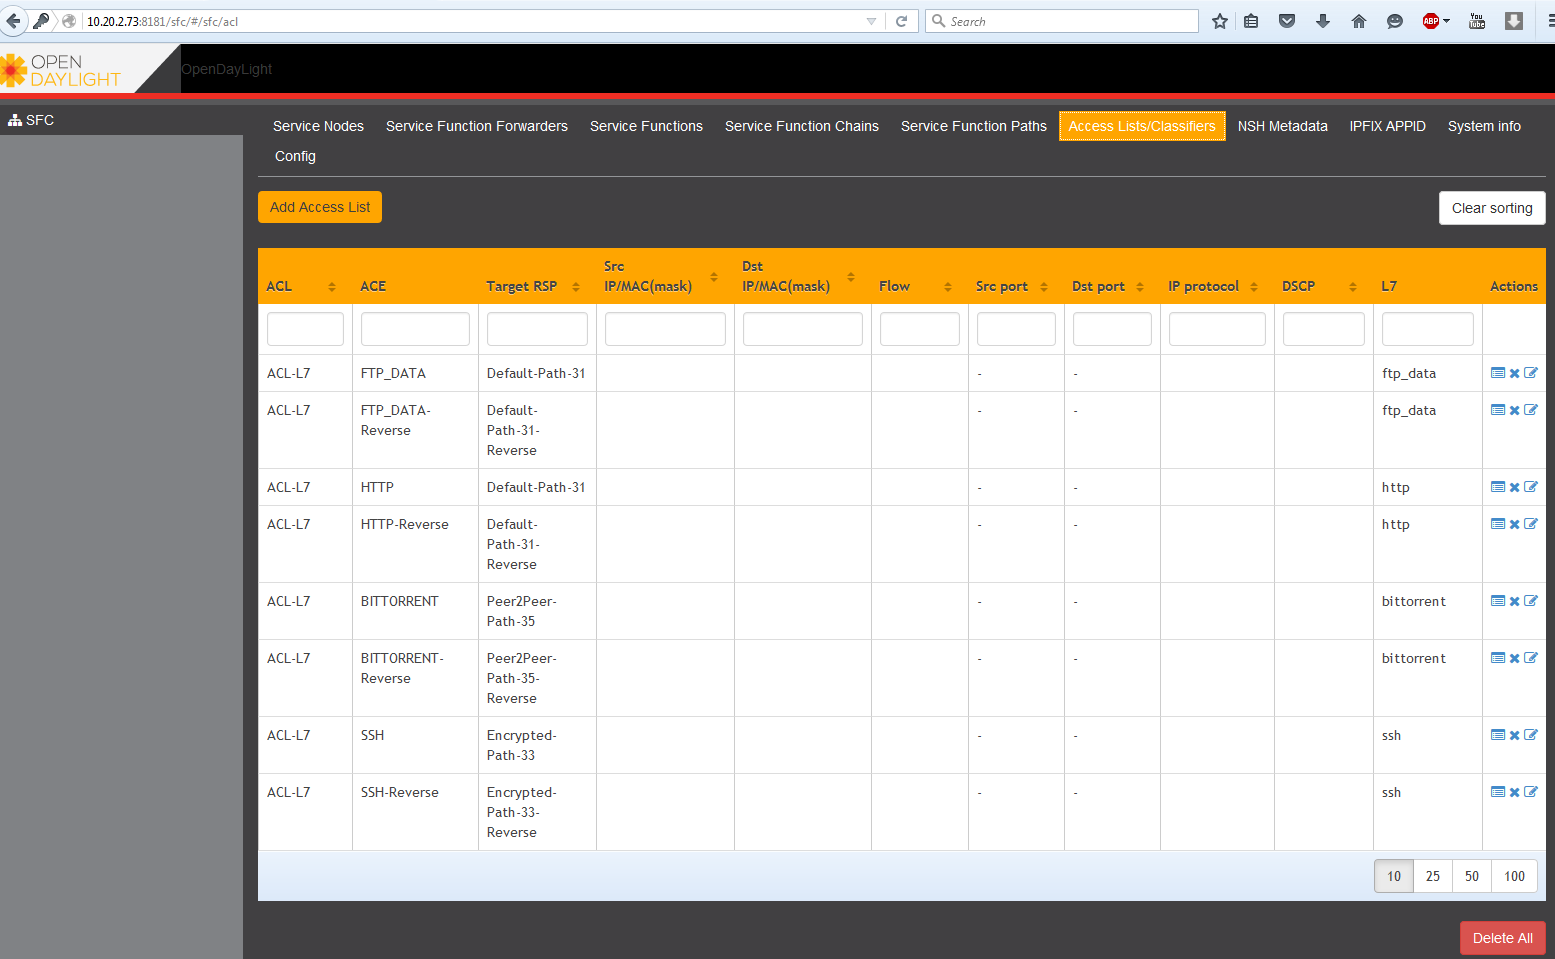 10.20.2.73:8181/sfc/#/sfc/acl
Search
ABP
You Tube
OPEN
DAYLIGHT
OpenDayLight
SFC
Service Nodes Service Function Forwarders Service Functions Service Function Chains Service Function Paths Access Lists/Classifiers NSH Metadata IPFIX APPID System info
Config
Add Access List
Clear sorting
ACL ACE Target RSP Src IP/MAC(mask) Dst IP/MAC(mask) Flow Src port Dst port IP protocol DSCP L7 Actions
ACL-L7 FTP_DATA Default-Path-31 - - ftp_data
ACL-L7 FTP_DATA- Default- - - ftp_data
Reverse Path-31-
Reverse
ACL-L7 HTTP Default-Path-31 - - http
ACL-L7 HTTP-Reverse Default- - - http
Path-31-
Reverse
ACL-L7 BITTORRENT Peer2Peer- - - bittorrent
Path-35
ACL-L7 BITTORRENT- Peer2Peer- - - bittorrent
Reverse Path-35-
Reverse
ACL-L7 SSH Encrypted- - - ssh
Path-33
ACL-L7 SSH-Reverse Encrypted- - - ssh
Path-33-
Reverse
10 25 50 100
Delete All